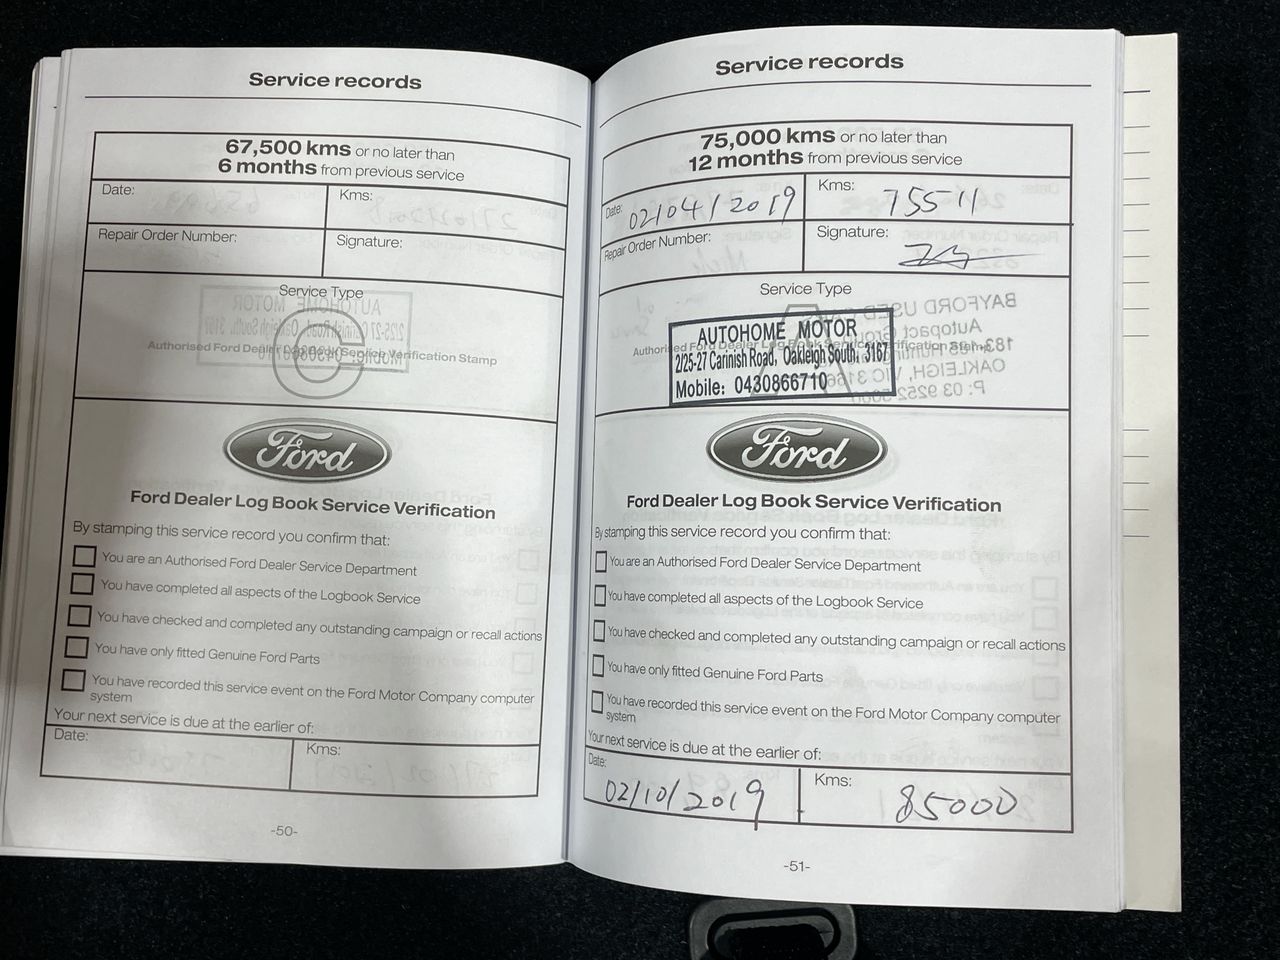 Service records
67,500 kms or no later than
6 months from previous service
Date:
Kms:
Repair Order Number:
Signature:
Service Type
C
Authorised Ford Dealer Log Book Service Verification Stamp
Ford
Ford Dealer Log Book Service Verification
By stamping this service record you confirm that:
You are an Authorised Ford Dealer Service Department
You have completed all aspects of the Logbook Service
You have checked and completed any outstanding campaign or recall actions
You have only fitted Genuine Ford Parts
You have recorded this service event on the Ford Motor Company computer
system
Your next service is due at the earlier of:
Date:
Kms:
-50-
Service records
75,000 kms or no later than
12 months from previous service
Date: 02/04/2019
Kms: 75511
Repair Order Number:
Signature:
Service Type
A
AUTOHOME MOTOR
2/25-27 Carinish Road, Oakleigh South, 3167
Mobile: 0430866710
Ford
Ford Dealer Log Book Service Verification
By stamping this service record you confirm that:
You are an Authorised Ford Dealer Service Department
You have completed all aspects of the Logbook Service
You have checked and completed any outstanding campaign or recall actions
You have only fitted Genuine Ford Parts
You have recorded this service event on the Ford Motor Company computer
system
Your next service is due at the earlier of:
Date: 02/10/2019
Kms: 85000
-51-